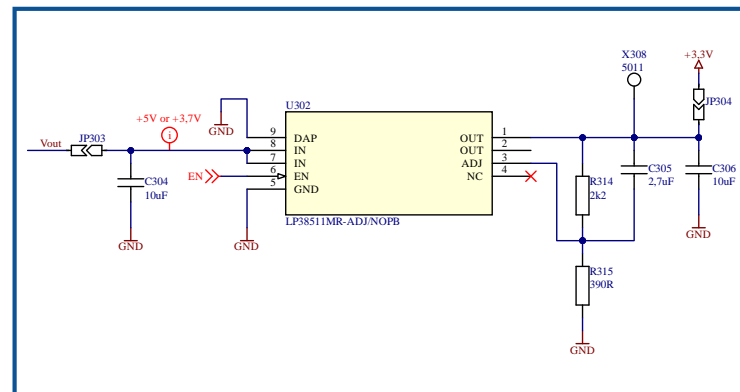 X308
5011
+3,3V
JP304
U302
+5V or +3,7V
i
Vout
JP303
GND
9
8
7
6
5
DAP
IN
IN
EN
GND
OUT
OUT
ADJ
NC
1
2
3
4
EN
C304
10uF
GND
GND
LP38511MR-ADJ/NOPB
R314
2k2
C305
2,7uF
C306
10uF
GND
R315
390R
GND